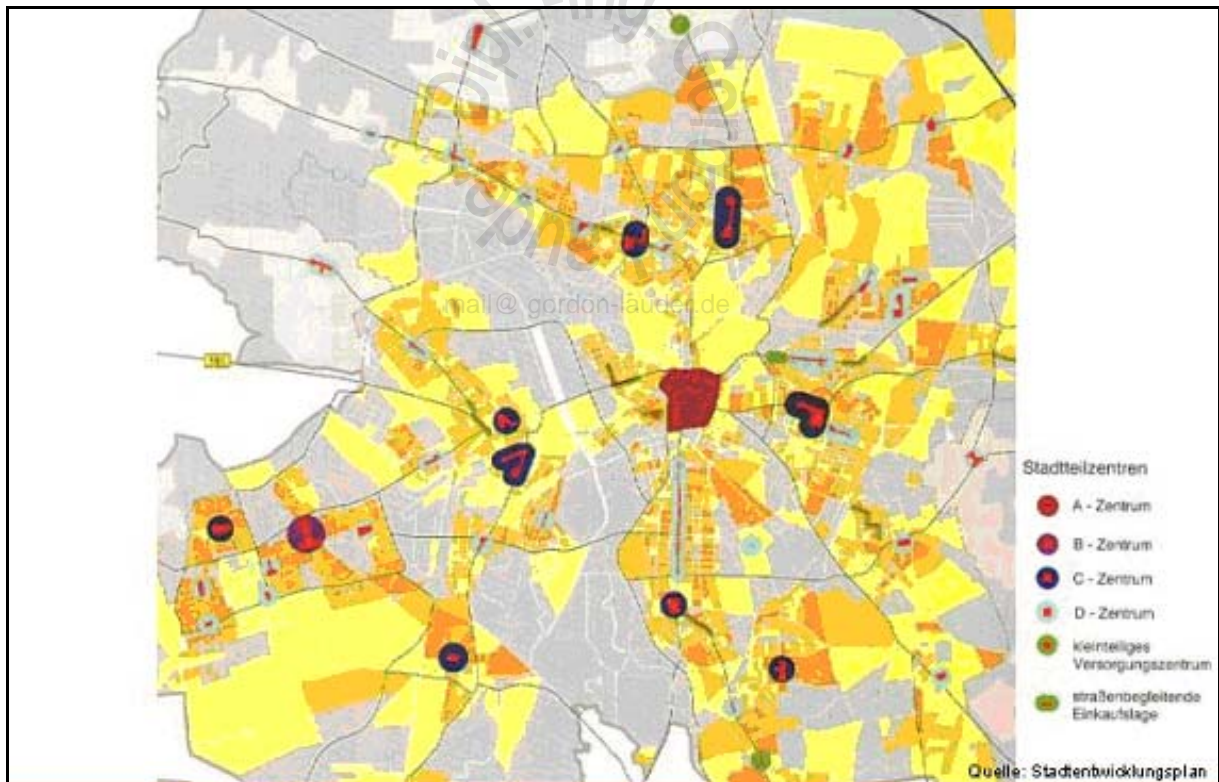 mail@ gordon-lauder.de
Stadtteilzentren
A - Zentrum
B - Zentrum
C - Zentrum
D - Zentrum
kleinteiliges
Versorgungszentrum
straßenbegleitende
Einkaufslage
Quelle: Stadtentwicklungsplan